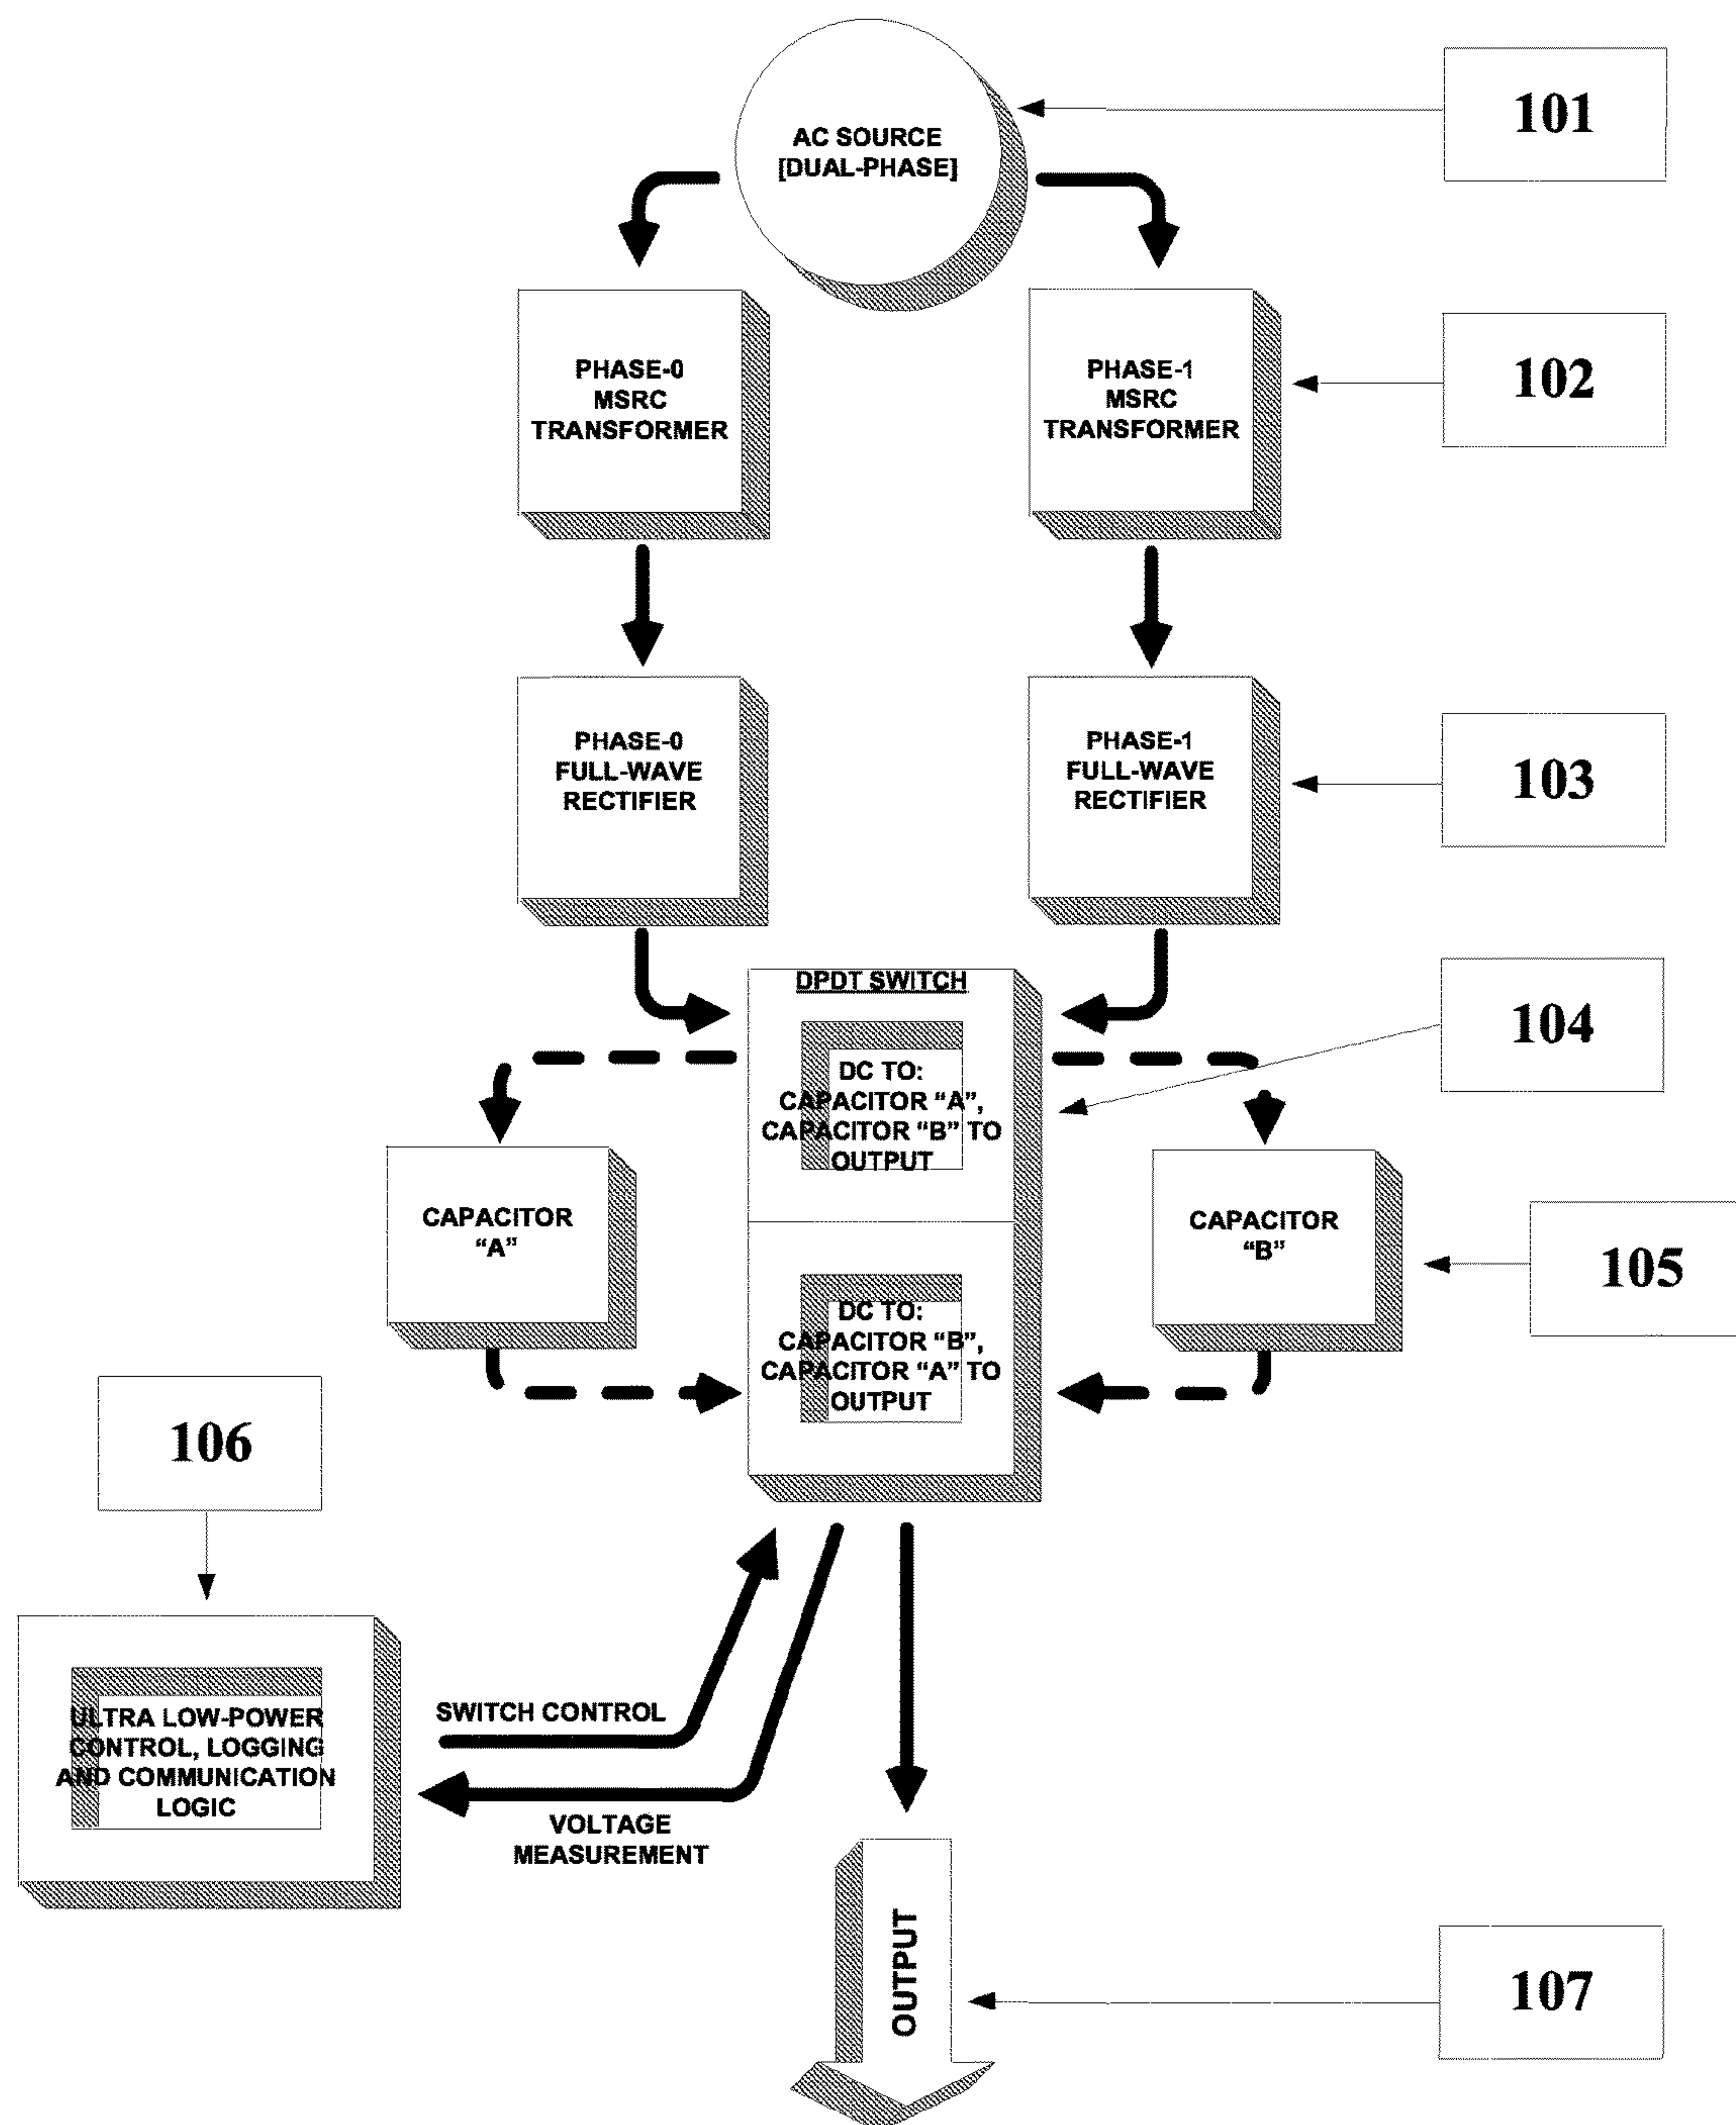 AC SOURCE
[DUAL-PHASE]
101
PHASE-0
MSRC
TRANSFORMER
PHASE-1
MSRC
TRANSFORMER
102
PHASE-0
FULL-WAVE
RECTIFIER
PHASE-1
FULL-WAVE
RECTIFIER
103
DPDT SWITCH
DC TO:
CAPACITOR “A”,
CAPACITOR “B” TO
OUTPUT
104
CAPACITOR
“A”
CAPACITOR
“B”
105
DC TO:
CAPACITOR “B”,
CAPACITOR “A” TO
OUTPUT
106
ULTRA LOW-POWER
CONTROL, LOGGING
AND COMMUNICATION
LOGIC
SWITCH CONTROL
VOLTAGE
MEASUREMENT
OUTPUT
107